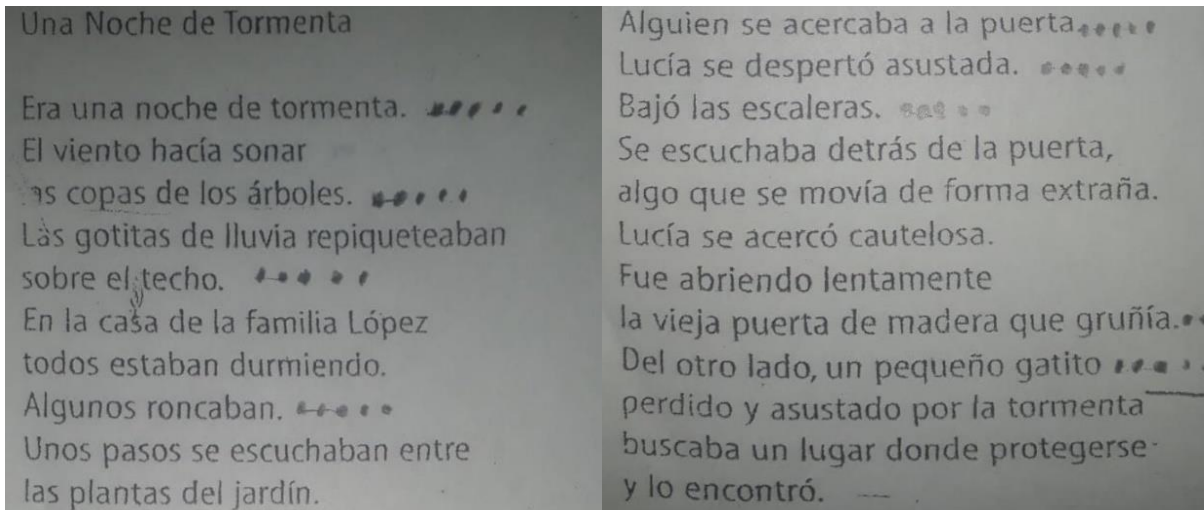 Una Noche de Tormenta
Era una noche de tormenta.
El viento hacía sonar
as copas de los árboles.
Las gotitas de lluvia repiqueteaban
sobre el techo.
En la casa de la familia López
todos estaban durmiendo.
Algunos roncaban.
Unos pasos se escuchaban entre
las plantas del jardín.
Alguien se acercaba a la puerta
Lucía se despertó asustada.
Bajó las escaleras.
Se escuchaba detrás de la puerta,
algo que se movía de forma extraña.
Lucía se acercó cautelosa.
Fue abriendo lentamente
la vieja puerta de madera que gruñía.
Del otro lado, un pequeño gatito
perdido y asustado por la tormenta
buscaba un lugar donde protegerse
y lo encontró.